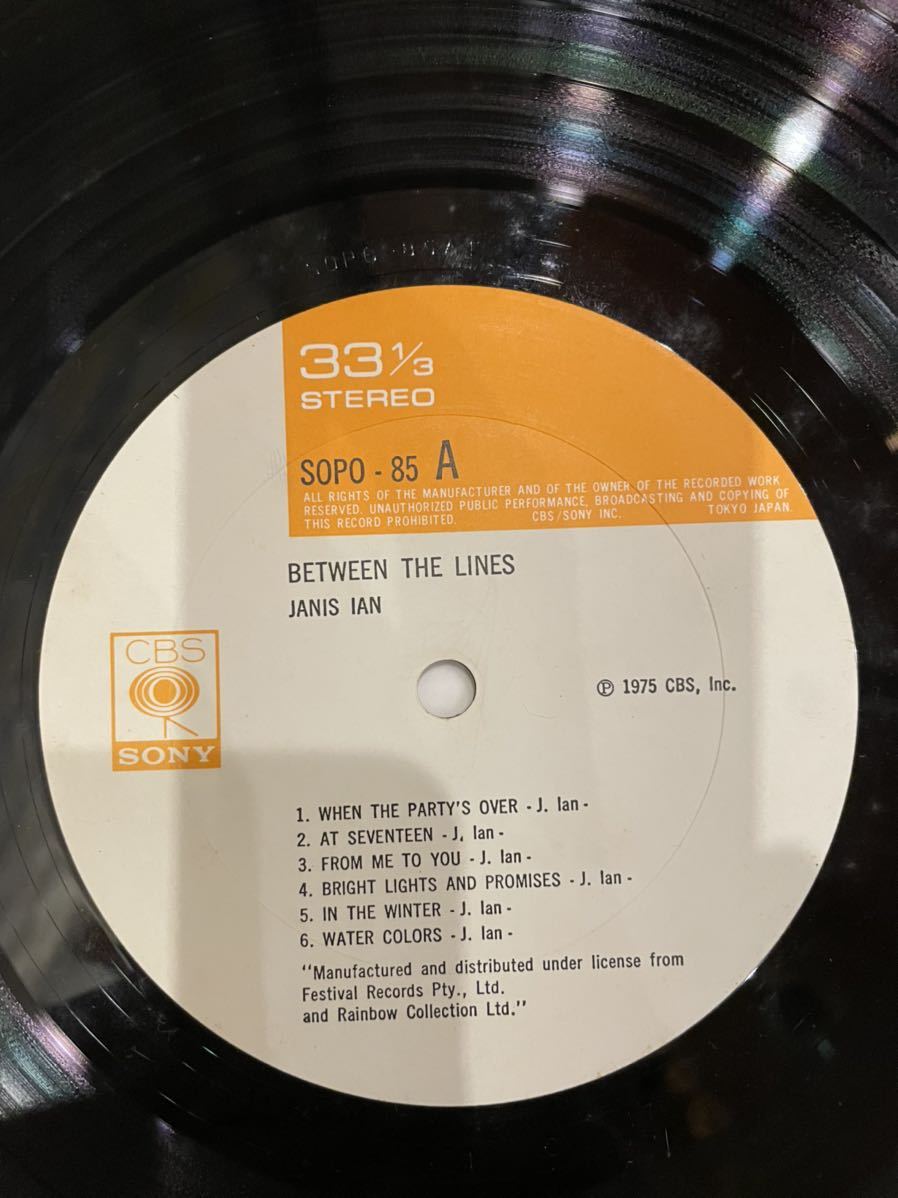 33 1/3
STEREO
SOPO - 85 A
ALL RIGHTS OF THE MANUFACTURER AND OF THE OWNER OF THE RECORDED WORK
RESERVED. UNAUTHORIZED PUBLIC PERFORMANCE, BROADCASTING AND COPYING OF
THIS RECORD PROHIBITED. CBS/SONY INC. TOKYO JAPAN.
BETWEEN THE LINES
JANIS IAN
CBS
SONY
℗ 1975 CBS, Inc.
1. WHEN THE PARTY'S OVER - J. Ian -
2. AT SEVENTEEN - J. Ian -
3. FROM ME TO YOU - J. Ian -
4. BRIGHT LIGHTS AND PROMISES - J. Ian -
5. IN THE WINTER - J. Ian -
6. WATER COLORS - J. Ian -
"Manufactured and distributed under license from
Festival Records Pty., Ltd.
and Rainbow Collection Ltd."